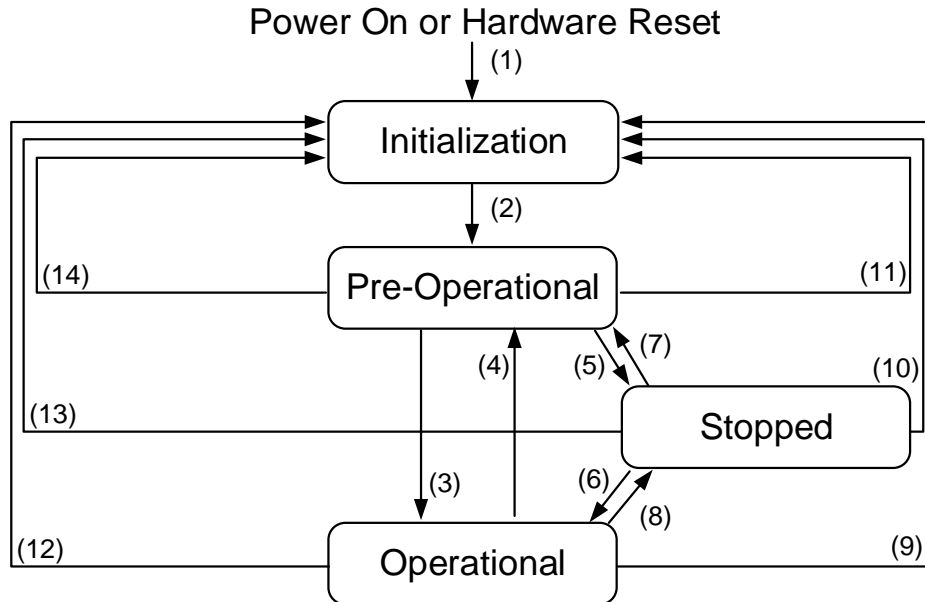 Power On or Hardware Reset
(1)
Initialization
(2)
(14)
Pre-Operational
(11)
(4)
(5)
(7)
(10)
(13)
Stopped
(3)
(6)
(8)
(12)
Operational
(9)